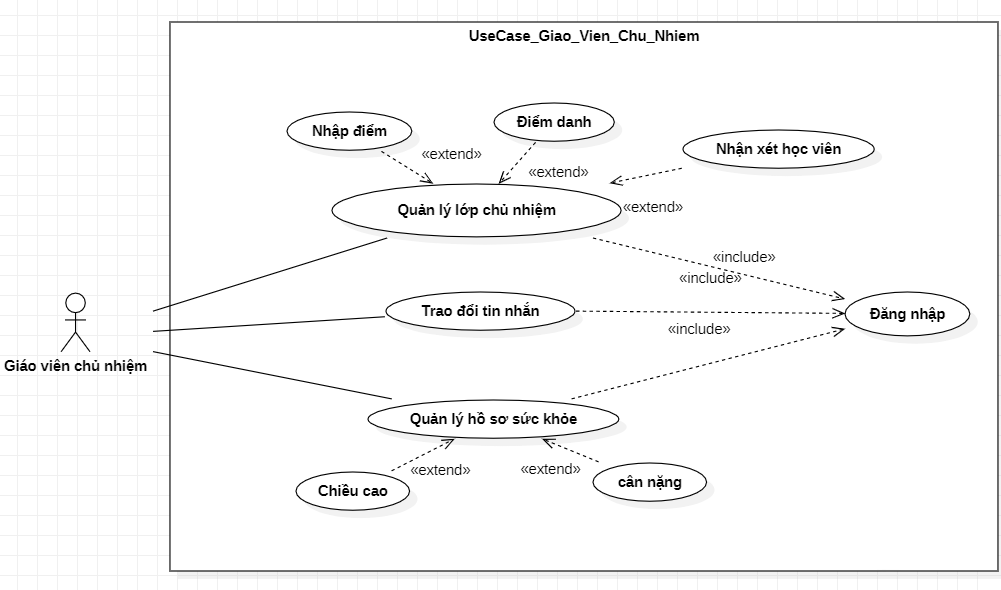 UseCase_Giao_Vien_Chu_Nhiem
Nhập điểm
Điểm danh
Nhận xét học viên
«extend»
«extend»
«extend»
Quản lý lớp chủ nhiệm
«include»
«include»
Trao đổi tin nhắn
«include»
Đăng nhập
Giáo viên chủ nhiệm
Quản lý hồ sơ sức khỏe
«extend»
«extend»
Chiều cao
cân nặng